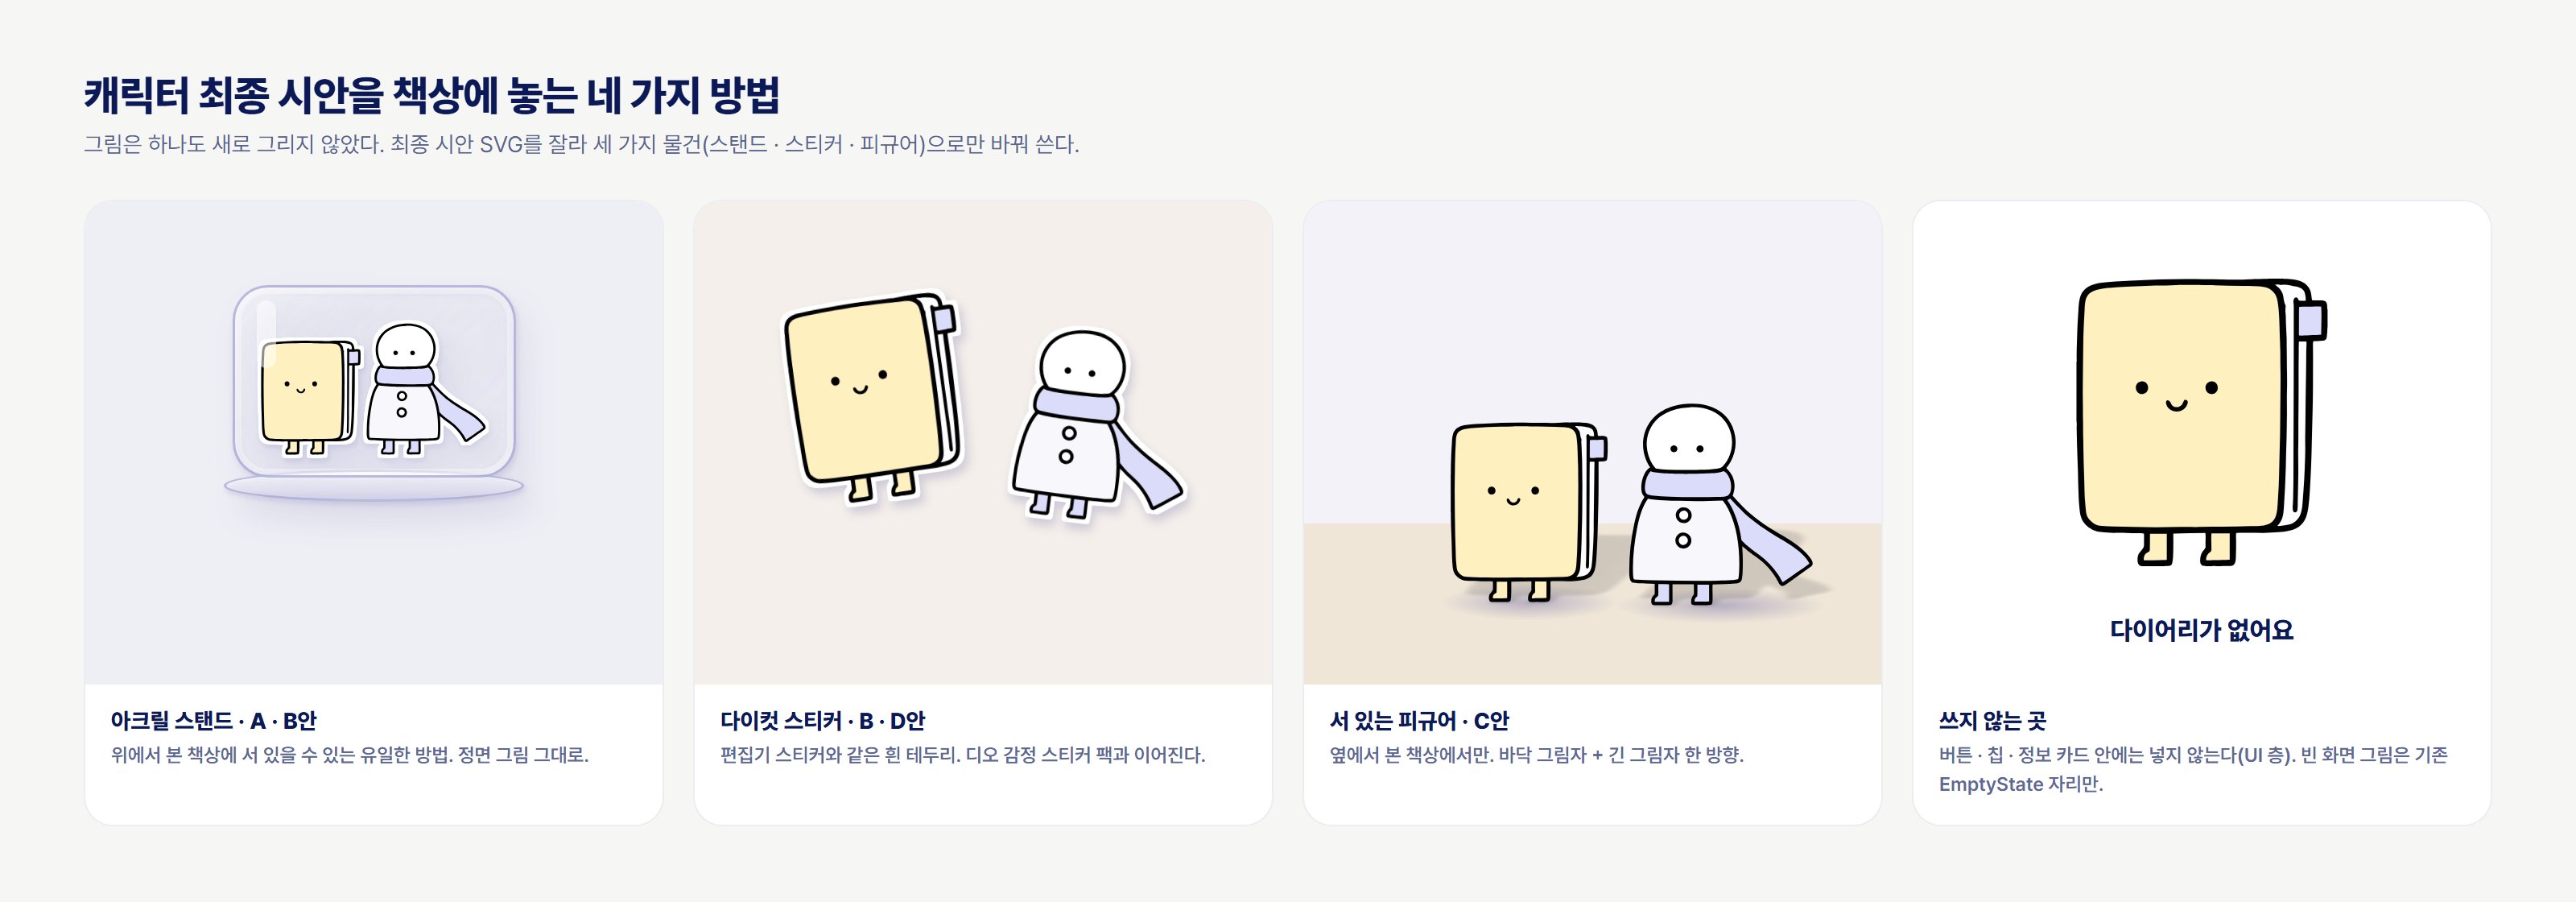 캐릭터 최종 시안을 책상에 놓는 네 가지 방법
그림은 하나도 새로 그리지 않았다. 최종 시안 SVG를 잘라 세 가지 물건(스탠드 · 스티커 · 피규어)으로만 바꿔 쓴다.
다이어리가 없어요
아크릴 스탠드 · A · B안
위에서 본 책상에 서 있을 수 있는 유일한 방법. 정면 그림 그대로.
다이컷 스티커 · B · D안
편집기 스티커와 같은 흰 테두리. 디오 감정 스티커 팩과 이어진다.
서 있는 피규어 · C안
옆에서 본 책상에서만. 바닥 그림자 + 긴 그림자 한 방향.
쓰지 않는 곳
버튼 · 칩 · 정보 카드 안에는 넣지 않는다(UI 층). 빈 화면 그림은 기존
EmptyState 자리만.